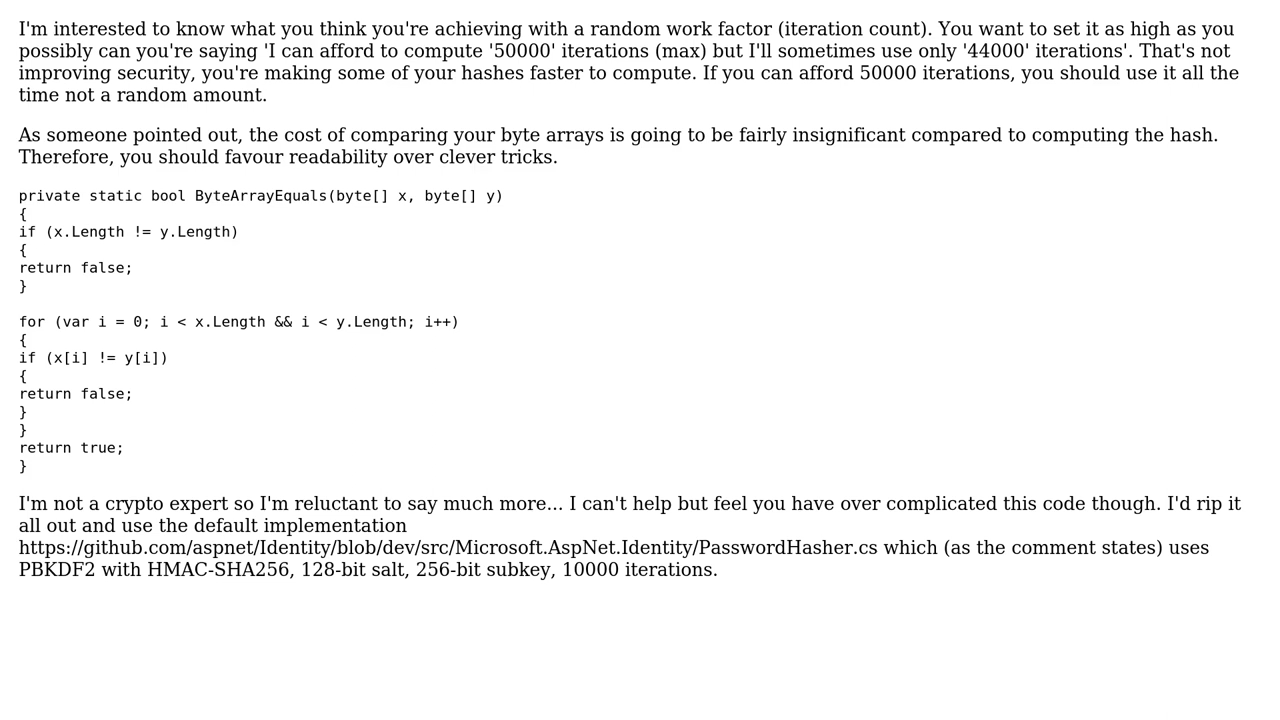 I'm interested to know what you think you're achieving with a random work factor (iteration count). You want to set it as high as you
possibly can you're saying 'I can afford to compute '50000' iterations (max) but I'll sometimes use only '44000' iterations'. That's not
improving security, you're making some of your hashes faster to compute. If you can afford 50000 iterations, you should use it all the
time not a random amount.
As someone pointed out, the cost of comparing your byte arrays is going to be fairly insignificant compared to computing the hash.
Therefore, you should favour readability over clever tricks.
private static bool ByteArrayEquals(byte[] x, byte[] y)
{
if (x.Length != y.Length)
{
return false;
}
for (var i = 0; i < x.Length && i < y.Length; i++)
{
if (x[i] != y[i])
{
return false;
}
}
return true;
}
I'm not a crypto expert so I'm reluctant to say much more... I can't help but feel you have over complicated this code though. I'd rip it
all out and use the default implementation
https://github.com/aspnet/Identity/blob/dev/src/Microsoft.AspNet.Identity/PasswordHasher.cs which (as the comment states) uses
PBKDF2 with HMAC-SHA256, 128-bit salt, 256-bit subkey, 10000 iterations.